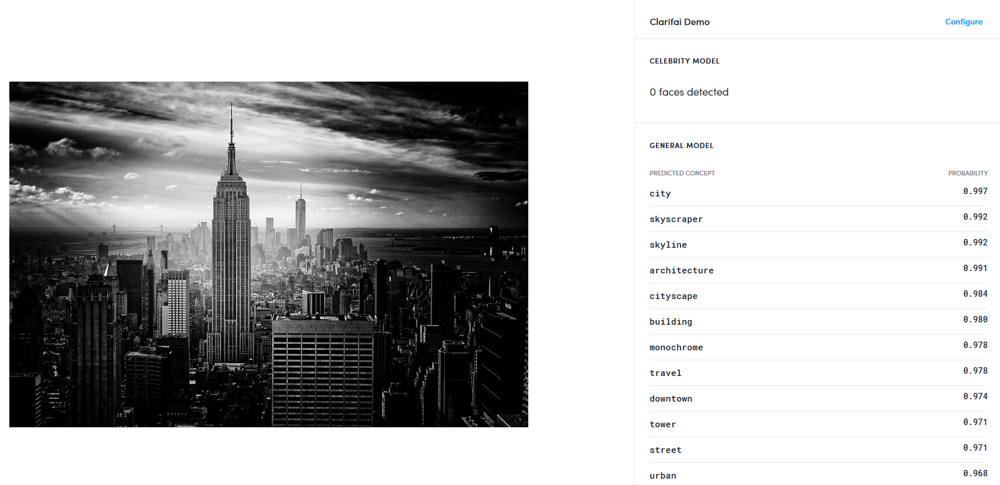 Clarifai Demo Configure
CELEBRITY MODEL
0 faces detected
GENERAL MODEL
PREDICTED CONCEPT PROBABILITY
city 0.997
skyscraper 0.992
skyline 0.992
architecture 0.991
cityscape 0.984
building 0.980
monochrome 0.978
travel 0.978
downtown 0.974
tower 0.971
street 0.971
urban 0.968